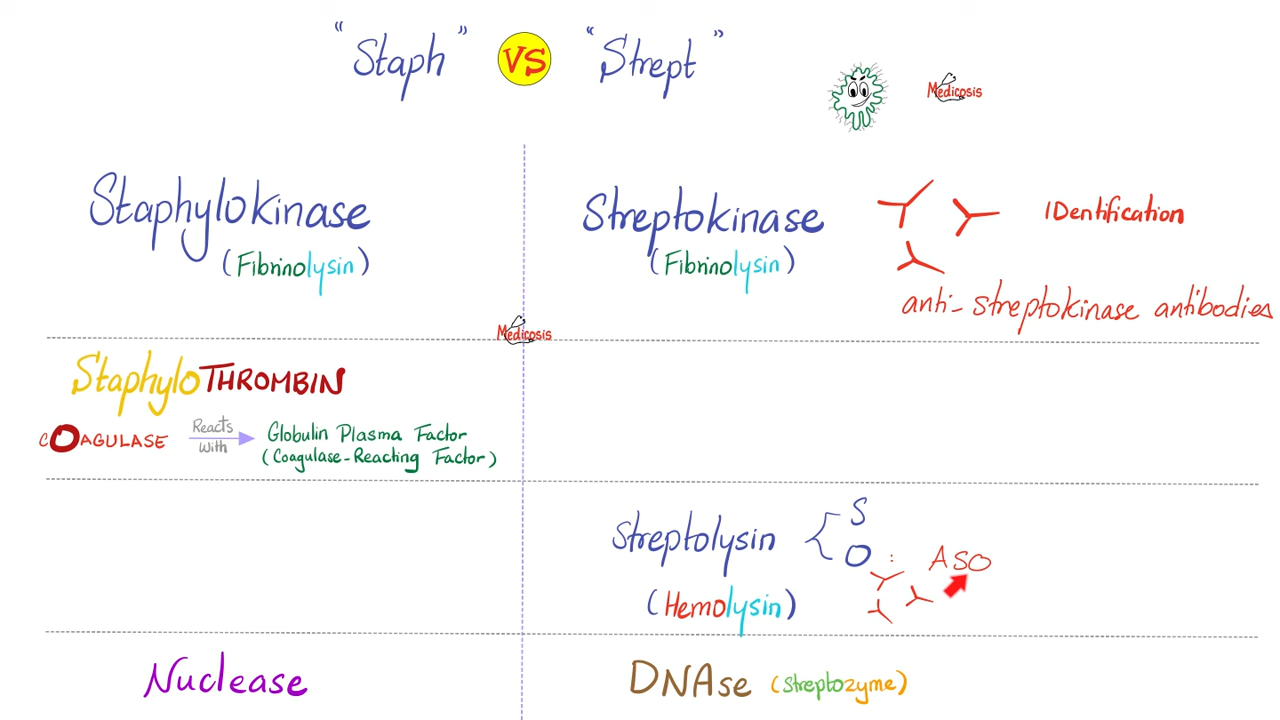 "Staph" VS "Strept"
Medicosis
Staphylokinase
(Fibrinolysin)
Streptokinase
(Fibrinolysin)
IDentification
anti-streptokinase antibodies
Medicosis
StaphyloTHROMBIN
COAGULASE Reacts With Globulin Plasma Factor
(Coagulase-Reacting Factor)
Streptolysin S
O : ASO
(Hemolysin)
Nuclease
DNAse (Streptozyme)